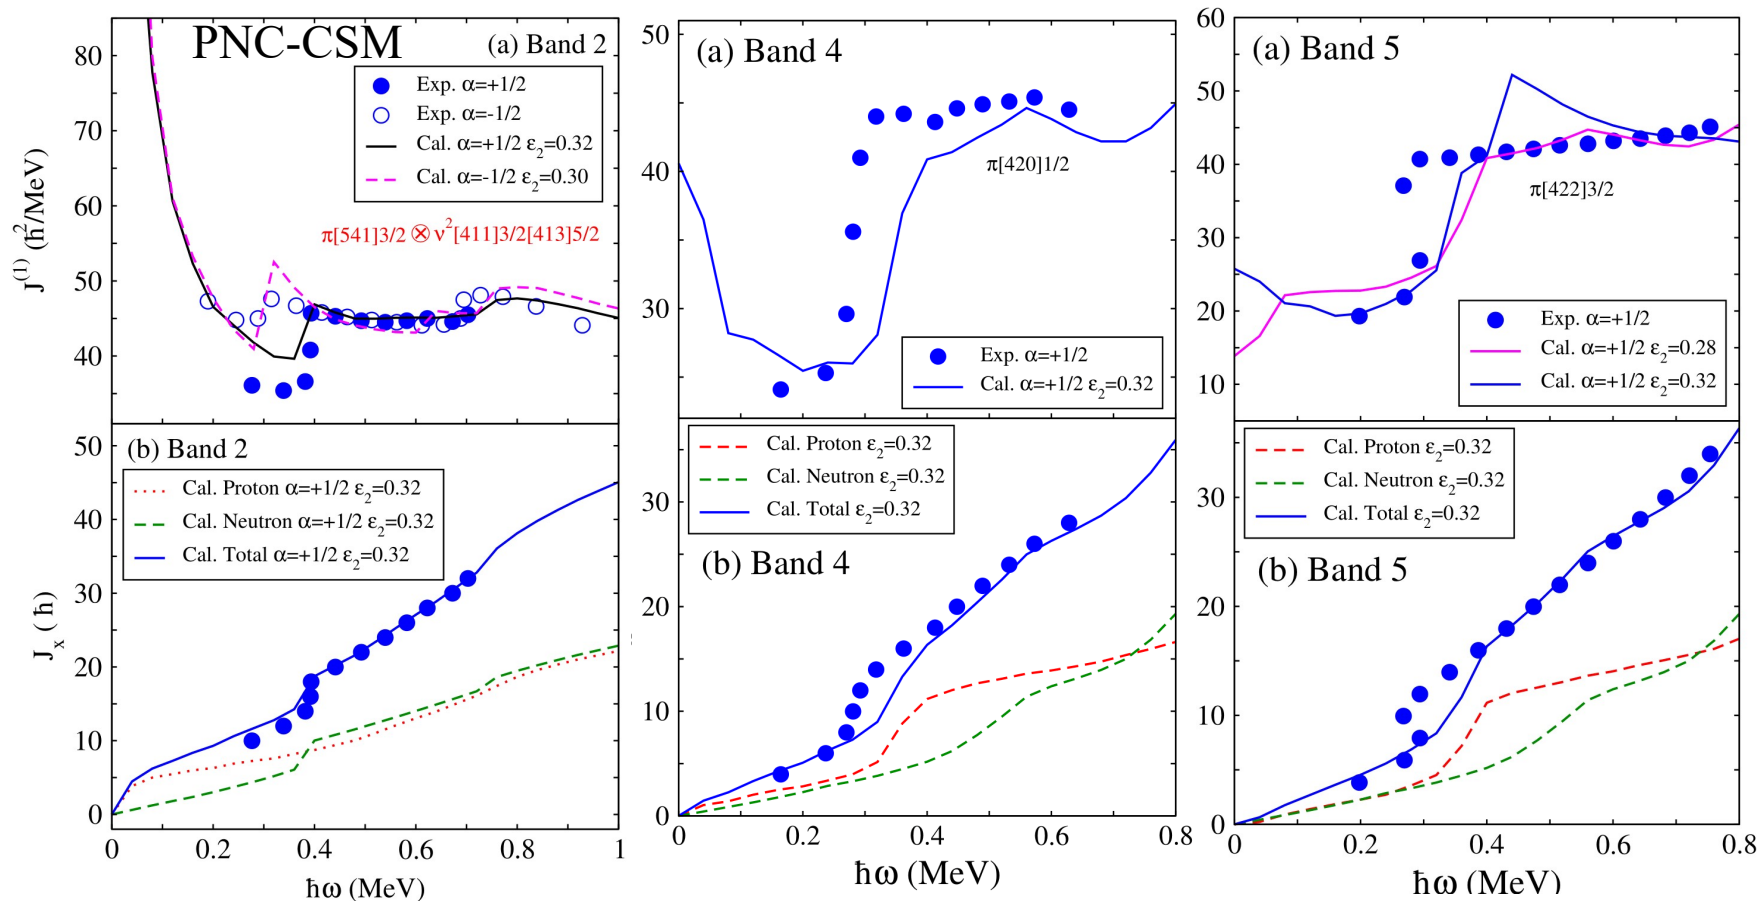 PNC-CSM
(a) Band 2
Exp. α=+1/2
Exp. α=-1/2
Cal. α=+1/2 ε₂=0.32
Cal. α=-1/2 ε₂=0.30
π[541]3/2 ⊗ ν²[411]3/2[413]5/2
80
70
60
50
40
J⁽¹⁾ (ħ²/MeV)
(b) Band 2
Cal. Proton α=+1/2 ε₂=0.32
Cal. Neutron α=+1/2 ε₂=0.32
Cal. Total α=+1/2 ε₂=0.32
50
40
30
20
10
0
Jₓ (ħ)
0 0.2 0.4 0.6 0.8 1
ħω (MeV)
(a) Band 4
50
40
30
π[420]1/2
Exp. α=+1/2
Cal. α=+1/2 ε₂=0.32
Cal. Proton ε₂=0.32
Cal. Neutron ε₂=0.32
Cal. Total ε₂=0.32
(b) Band 4
30
20
10
0
0 0.2 0.4 0.6 0.8
ħω (MeV)
(a) Band 5
60
50
40
30
20
10
π[422]3/2
Exp. α=+1/2
Cal. α=+1/2 ε₂=0.28
Cal. α=+1/2 ε₂=0.32
Cal. Proton ε₂=0.32
Cal. Neutron ε₂=0.32
Cal. Total ε₂=0.32
(b) Band 5
30
20
10
0
0 0.2 0.4 0.6 0.8
ħω (MeV)